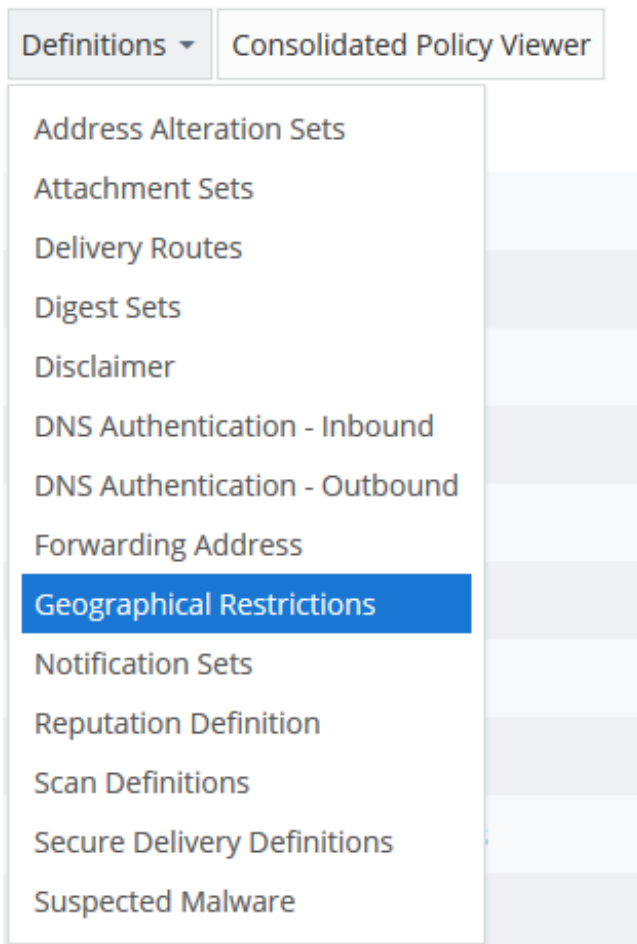 Definitions
Consolidated Policy Viewer
Address Alteration Sets
Attachment Sets
Delivery Routes
Digest Sets
Disclaimer
DNS Authentication - Inbound
DNS Authentication - Outbound
Forwarding Address
Geographical Restrictions
Notification Sets
Reputation Definition
Scan Definitions
Secure Delivery Definitions
Suspected Malware